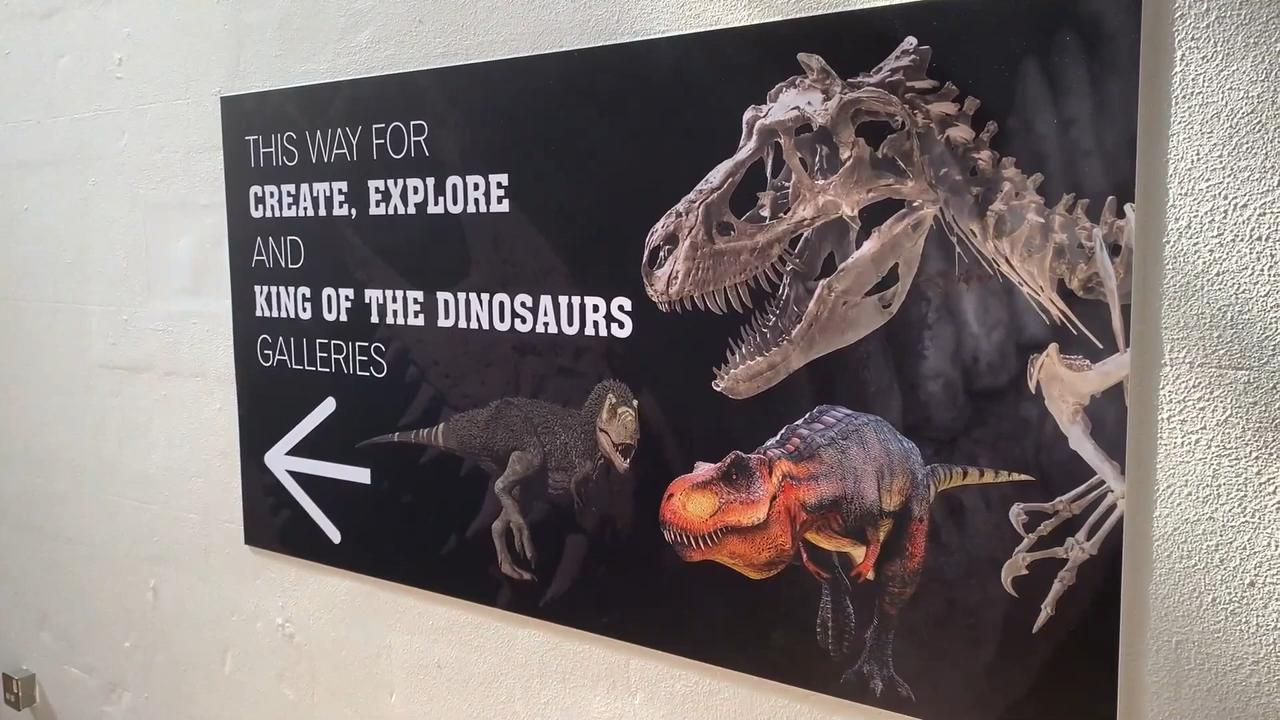 THIS WAY FOR
CREATE, EXPLORE
AND
KING OF THE DINOSAURS
GALLERIES